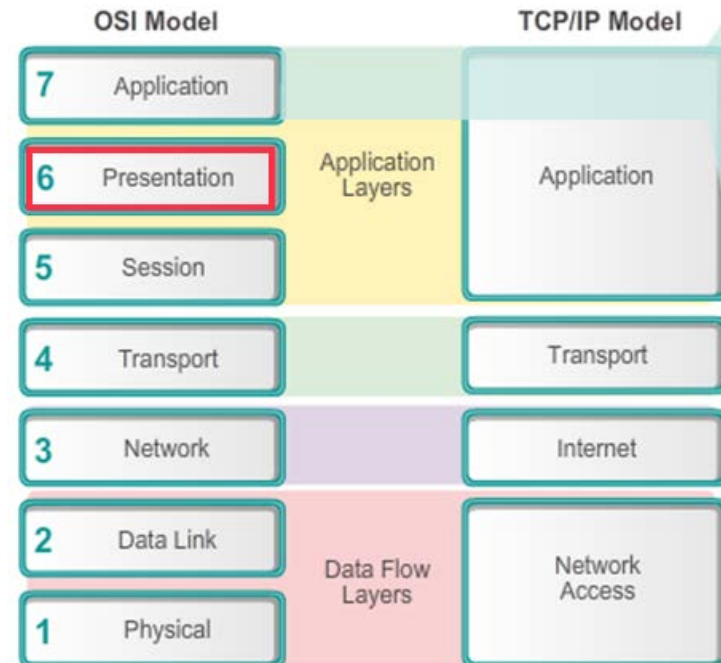 OSI Model
TCP/IP Model
7 Application
6 Presentation
5 Session
4 Transport
3 Network
2 Data Link
1 Physical
Application
Layers
Data Flow
Layers
Application
Transport
Internet
Network
Access